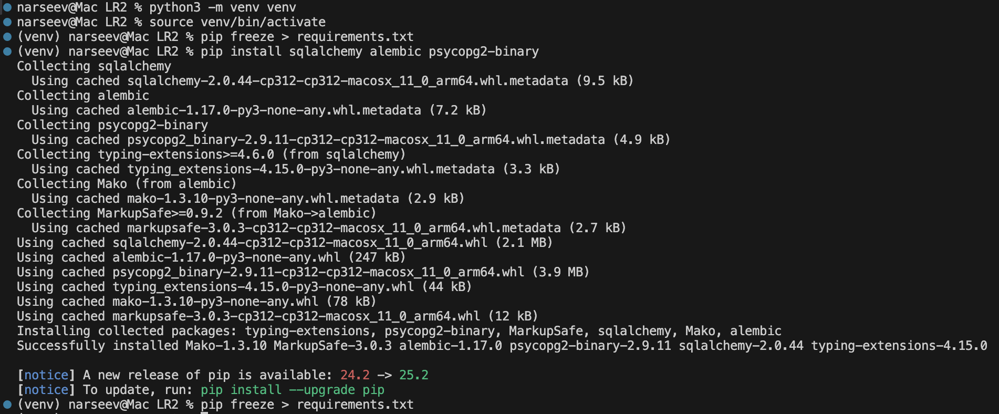 narseev@Mac LR2 % python3 -m venv venv
narseev@Mac LR2 % source venv/bin/activate
(venv) narseev@Mac LR2 % pip freeze > requirements.txt
(venv) narseev@Mac LR2 % pip install sqlalchemy alembic psycopg2-binary
Collecting sqlalchemy
  Using cached sqlalchemy-2.0.44-cp312-cp312-macosx_11_0_arm64.whl.metadata (9.5 kB)
Collecting alembic
  Using cached alembic-1.17.0-py3-none-any.whl.metadata (7.2 kB)
Collecting psycopg2-binary
  Using cached psycopg2_binary-2.9.11-cp312-cp312-macosx_11_0_arm64.whl.metadata (4.9 kB)
Collecting typing-extensions>=4.6.0 (from sqlalchemy)
  Using cached typing_extensions-4.15.0-py3-none-any.whl.metadata (3.3 kB)
Collecting Mako (from alembic)
  Using cached mako-1.3.10-py3-none-any.whl.metadata (2.9 kB)
Collecting MarkupSafe>=0.9.2 (from Mako->alembic)
  Using cached markupsafe-3.0.3-cp312-cp312-macosx_11_0_arm64.whl.metadata (2.7 kB)
Using cached sqlalchemy-2.0.44-cp312-cp312-macosx_11_0_arm64.whl (2.1 MB)
Using cached alembic-1.17.0-py3-none-any.whl (247 kB)
Using cached psycopg2_binary-2.9.11-cp312-cp312-macosx_11_0_arm64.whl (3.9 MB)
Using cached typing_extensions-4.15.0-py3-none-any.whl (44 kB)
Using cached mako-1.3.10-py3-none-any.whl (78 kB)
Using cached markupsafe-3.0.3-cp312-cp312-macosx_11_0_arm64.whl (12 kB)
Installing collected packages: typing-extensions, psycopg2-binary, MarkupSafe, sqlalchemy, Mako, alembic
Successfully installed Mako-1.3.10 MarkupSafe-3.0.3 alembic-1.17.0 psycopg2-binary-2.9.11 sqlalchemy-2.0.44 typing-extensions-4.15.0

[notice] A new release of pip is available: 24.2 -> 25.2
[notice] To update, run: pip install --upgrade pip
(venv) narseev@Mac LR2 % pip freeze > requirements.txt